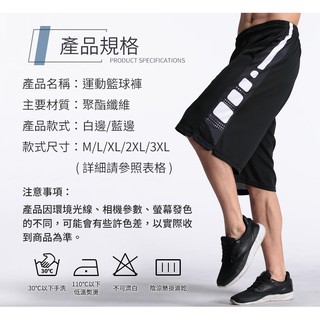 產品規格
PRODUCT SPECIFICATIONS
產品名稱：運動籃球褲
主要材質：聚酯纖維
產品款式：白邊/藍邊
款式尺寸：M/L/XL/2XL/3XL
（詳細請參照表格）
注意事項：
產品因環境光線、相機參數、螢幕發色
的不同，可能會有些許色差，以實際收
到商品為準。
30°C
30°C以下手洗
110°C以下
低溫熨燙
不可漂白
陰涼懸掛滴乾